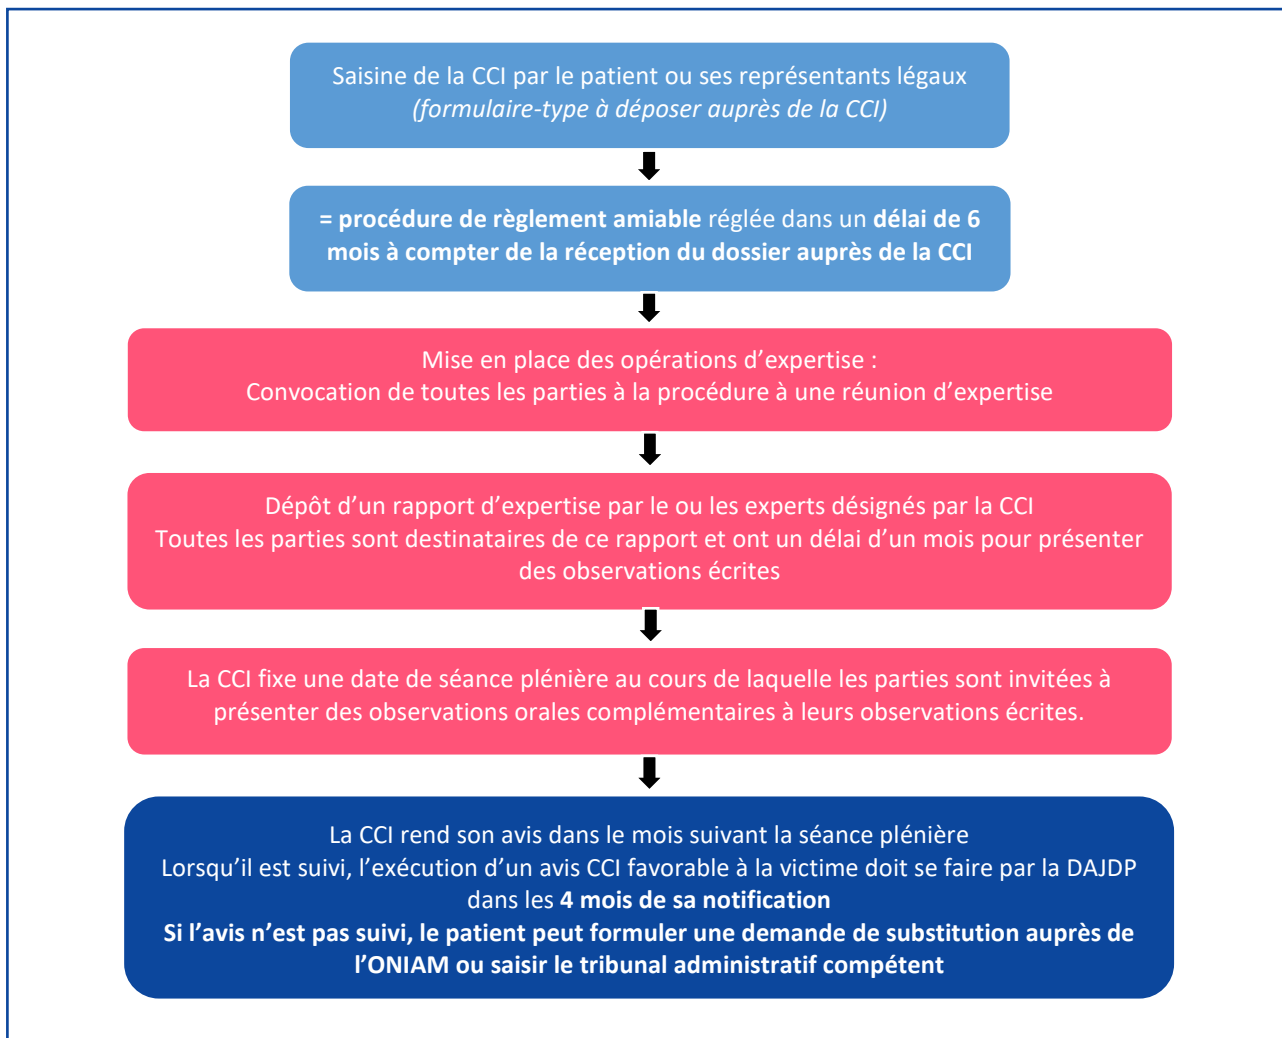 Saisine de la CCI par le patient ou ses représentants légaux
(formulaire-type à déposer auprès de la CCI)
= procédure de règlement amiable réglée dans un délai de 6
mois à compter de la réception du dossier auprès de la CCI
Mise en place des opérations d’expertise :
Convocation de toutes les parties à la procédure à une réunion d’expertise
Dépôt d’un rapport d’expertise par le ou les experts désignés par la CCI
Toutes les parties sont destinataires de ce rapport et ont un délai d’un mois pour présenter
des observations écrites
La CCI fixe une date de séance plénière au cours de laquelle les parties sont invitées à
présenter des observations orales complémentaires à leurs observations écrites.
La CCI rend son avis dans le mois suivant la séance plénière
Lorsqu’il est suivi, l’exécution d’un avis CCI favorable à la victime doit se faire par la DAJDP
dans les 4 mois de sa notification
Si l’avis n’est pas suivi, le patient peut formuler une demande de substitution auprès de
l’ONIAM ou saisir le tribunal administratif compétent